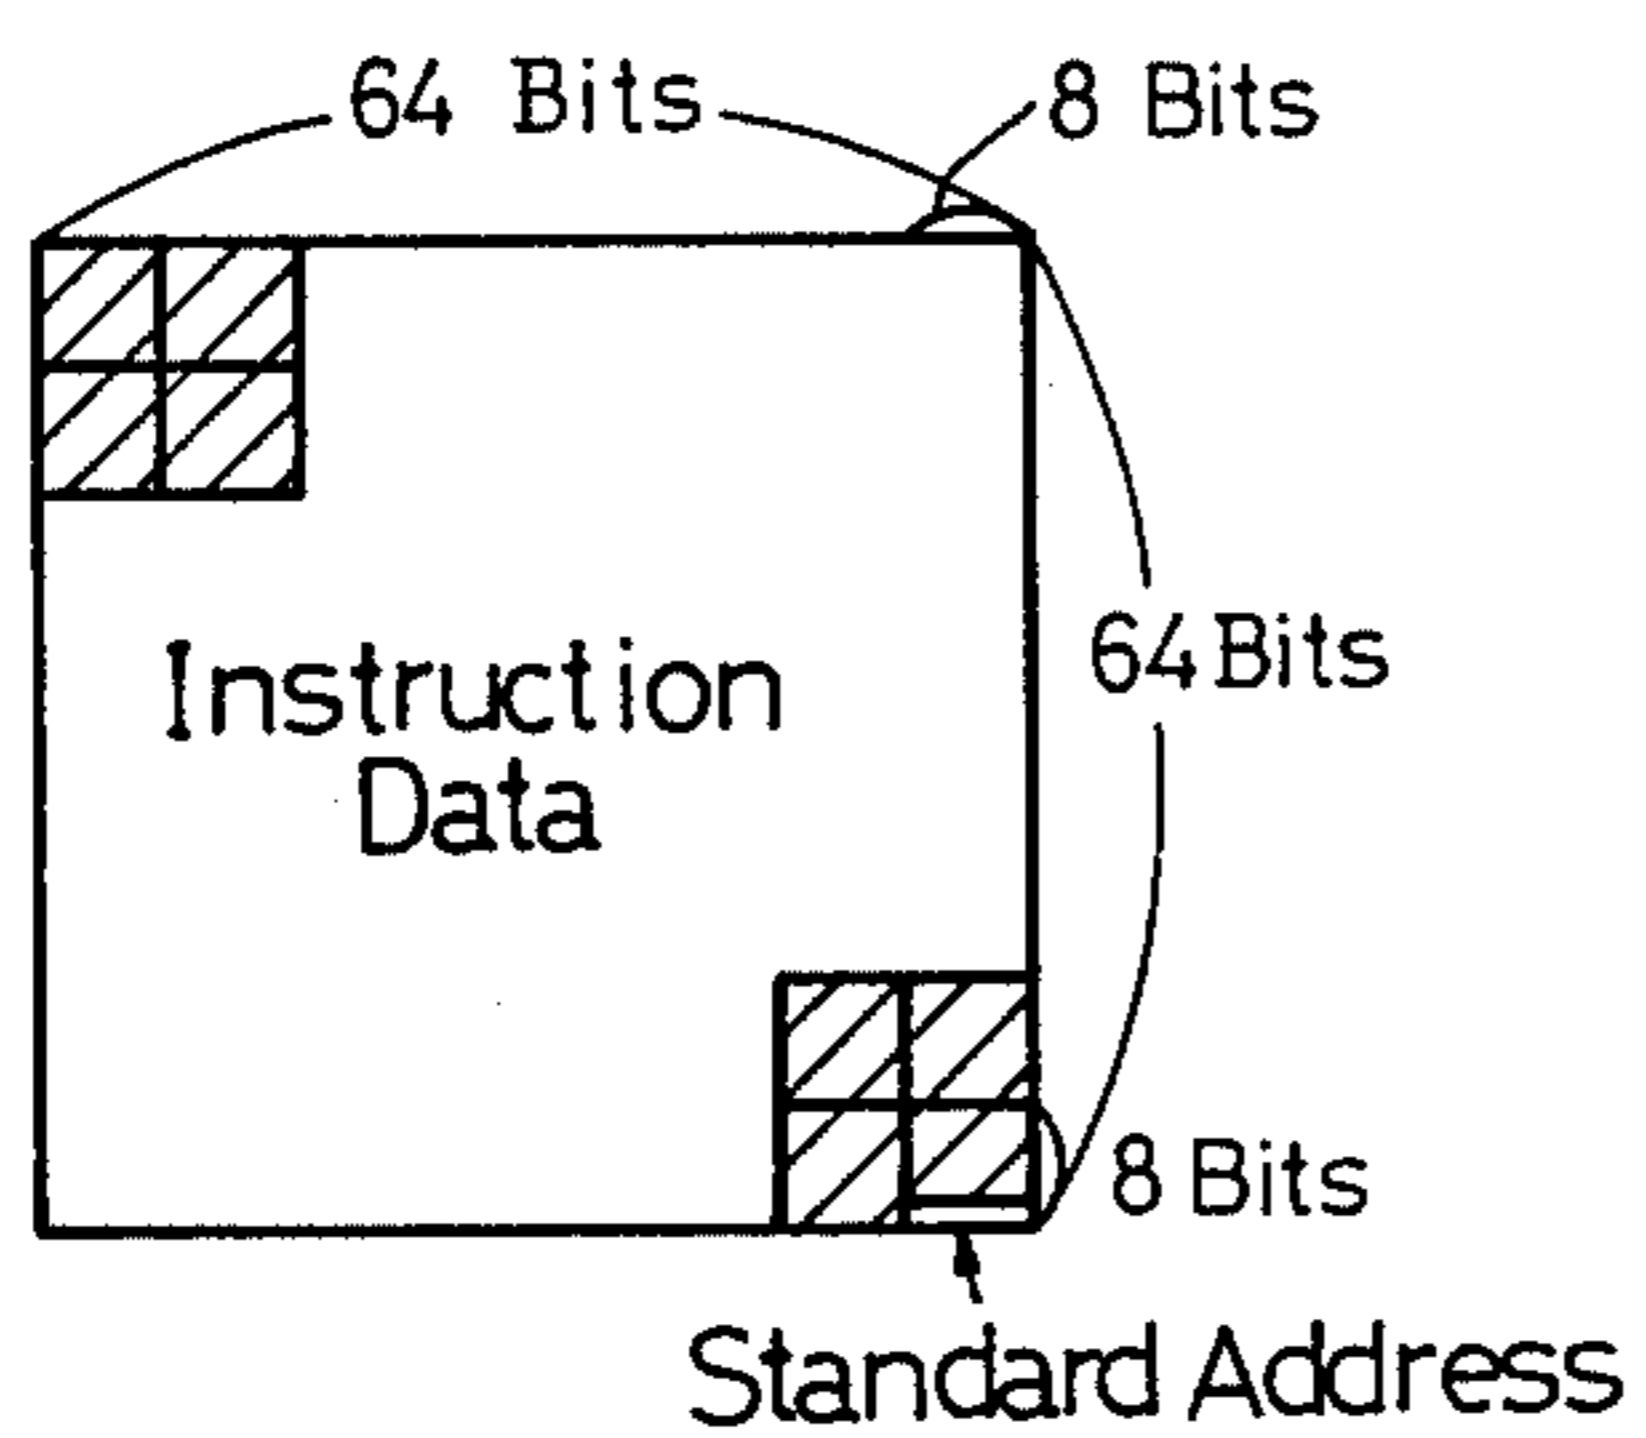 64 Bits
8 Bits
64 Bits
Instruction
Data
8 Bits
Standard Address